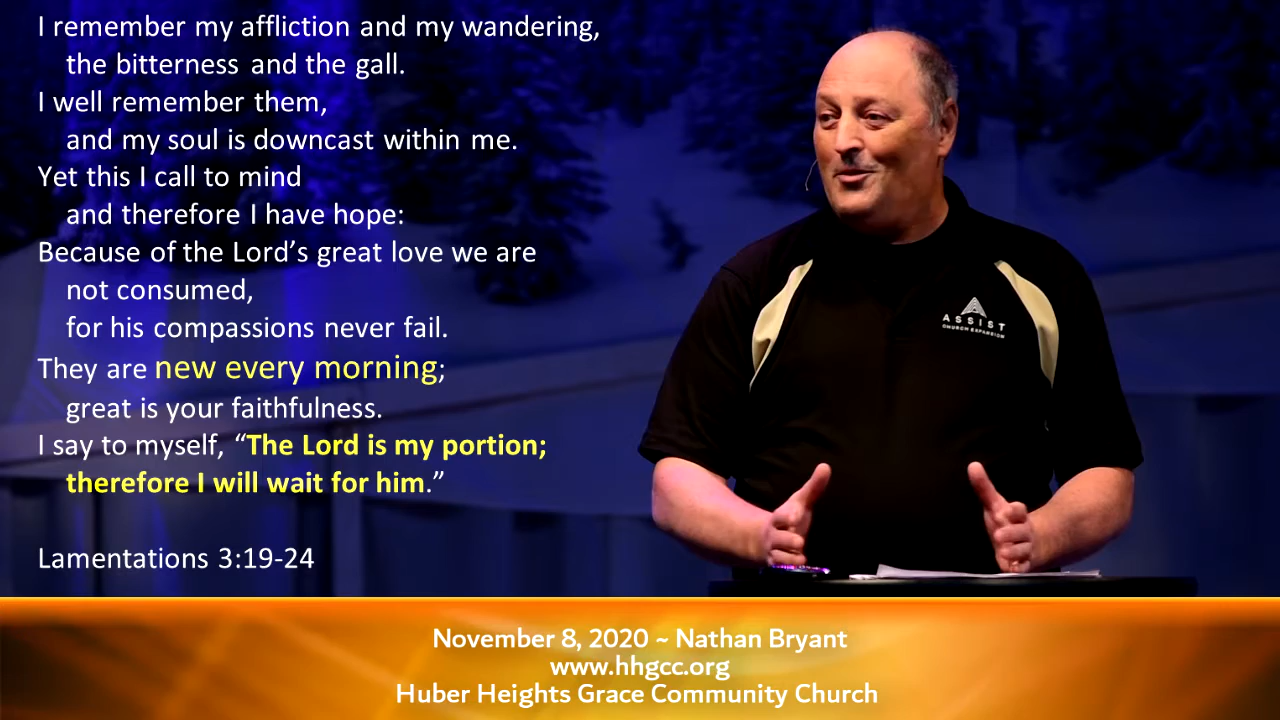 I remember my affliction and my wandering,
the bitterness and the gall.
I well remember them,
and my soul is downcast within me.
Yet this I call to mind
and therefore I have hope:
Because of the Lord’s great love we are
not consumed,
for his compassions never fail.
They are new every morning;
great is your faithfulness.
I say to myself, “The Lord is my portion;
therefore I will wait for him.”
Lamentations 3:19-24
ASSIST
CHURCH EXPANSION
November 8, 2020 ~ Nathan Bryant
www.hhgcc.org
Huber Heights Grace Community Church